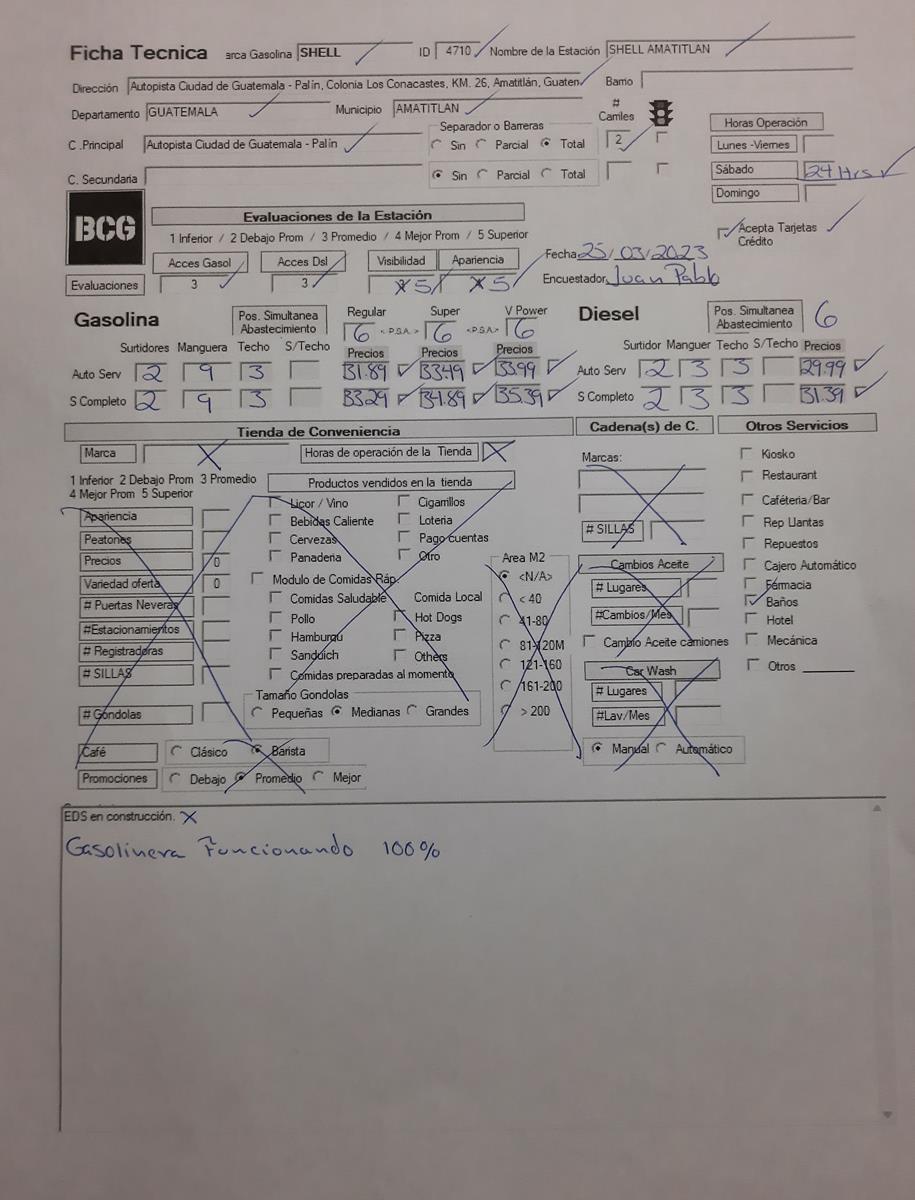 Ficha Tecnica arca Gasolina SHELL ID 4710 Nombre de la Estación SHELL AMATITLAN
Dirección Autopista Ciudad de Guatemala - Palín, Colonia Los Conacastes, KM. 26, Amatitlán, Guaten Barrio
Departamento GUATEMALA Municipio AMATITLAN # Carriles
C .Principal Autopista Ciudad de Guatemala - Palín Separador o Barreras Sin Parcial Total 2
C. Secundaria Sin Parcial Total
Horas Operación
Lunes -Viernes
Sábado 24 Hrs
Domingo
BCG
Evaluaciones de la Estación
1 Inferior / 2 Debajo Prom / 3 Promedio / 4 Mejor Prom / 5 Superior
Acepta Tarjetas Crédito
Acces Gasol Acces Dsl Visibilidad Apariencia
Evaluaciones 3 3 5 5
Fecha 25/03/2023
Encuestador Juan Pablo
Gasolina Pos. Simultanea Abastecimiento Regular 6 <.P.S.A.> Super 6 <.P.S.A.> V Power 6
Surtidores Manguera Techo S/Techo Precios Precios Precios
Auto Serv 2 9 3 31.89 33.49 33.99
S Completo 2 9 3 33.29 34.89 35.39
Diesel Pos. Simultanea Abastecimiento 6
Surtidor Manguer Techo S/Techo Precios
Auto Serv 2 3 3 29.99
S Completo 2 3 3 31.39
Tienda de Conveniencia
Marca Horas de operación de la Tienda
1 Inferior 2 Debajo Prom 3 Promedio
4 Mejor Prom 5 Superior
Apariencia
Peatones
Precios 0
Variedad oferta 0
# Puertas Neveras
#Estacionamientos
# Registradoras
# SILLAS
# Góndolas
Productos vendidos en la tienda
Licor / Vino Cigarrillos
Bebidas Caliente Loteria
Cervezas Pago cuentas
Panaderia Otro
Modulo de Comidas Ráp.
Comidas Saludable Comida Local
Pollo Hot Dogs
Hamburgu Pizza
Sanduich Others
Comidas preparadas al momento
Tamaño Gondolas
Pequeñas Medianas Grandes
Area M2
<N/A>
< 40
41-80
81-120M
121-160
161-200
> 200
Café Clásico Barista
Promociones Debajo Promedio Mejor
Cadena(s) de C.
Marcas:
# SILLAS
Cambios Aceite
# Lugares
#Cambios/Mes
Cambio Aceite camiones
Car Wash
# Lugares
#Lav/Mes
Manual Automático
Otros Servicios
Kiosko
Restaurant
Caféteria/Bar
Rep Llantas
Repuestos
Cajero Automático
Fármacia
Baños
Hotel
Mecánica
Otros
EDS en construcción.
Gasolinera Funcionando 100%